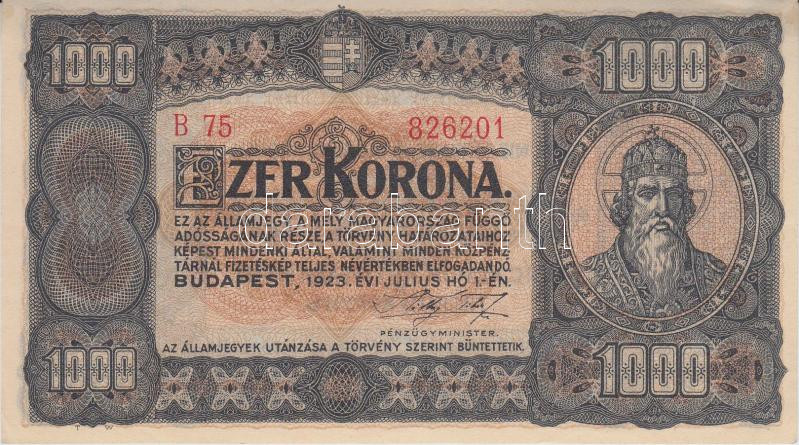 1000 1000
B 75 826201
EZER KORONA.
EZ AZ ÁLLAMJEGY, A MELY MAGYARORSZÁG FÜGGŐ
ADÓSSÁGÁNAK RÉSZE, A TÖRVÉNY HATÁROZATAIHOZ
KÉPEST MINDENKI ÁLTAL, VALAMINT MINDEN KÖZPÉNZ-
TÁRNÁL FIZETÉSKÉP TELJES NÉVÉRTÉKBEN ELFOGADANDÓ.
BUDAPEST, 1923. ÉVI JULIUS HÓ 1.-ÉN.
PÉNZÜGYMINISTER.
AZ ÁLLAMJEGYEK UTÁNZÁSA A TÖRVÉNY SZERINT BÜNTETTETIK.
1000 1000
T W
darabanth